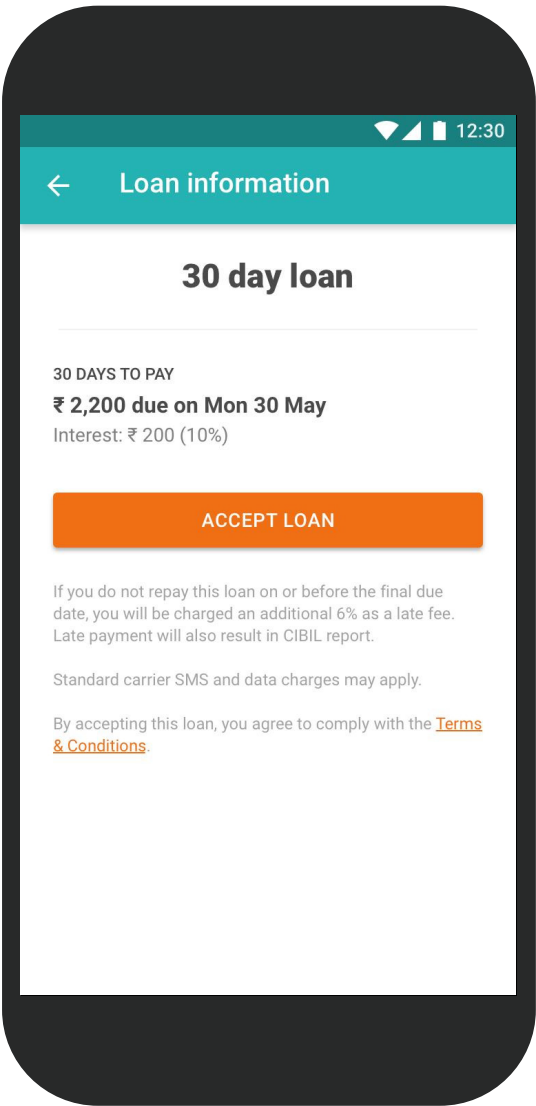 12:30
Loan information
30 day loan
30 DAYS TO PAY
₹ 2,200 due on Mon 30 May
Interest: ₹ 200 (10%)
ACCEPT LOAN
If you do not repay this loan on or before the final due
date, you will be charged an additional 6% as a late fee.
Late payment will also result in CIBIL report.
Standard carrier SMS and data charges may apply.
By accepting this loan, you agree to comply with the Terms
& Conditions.